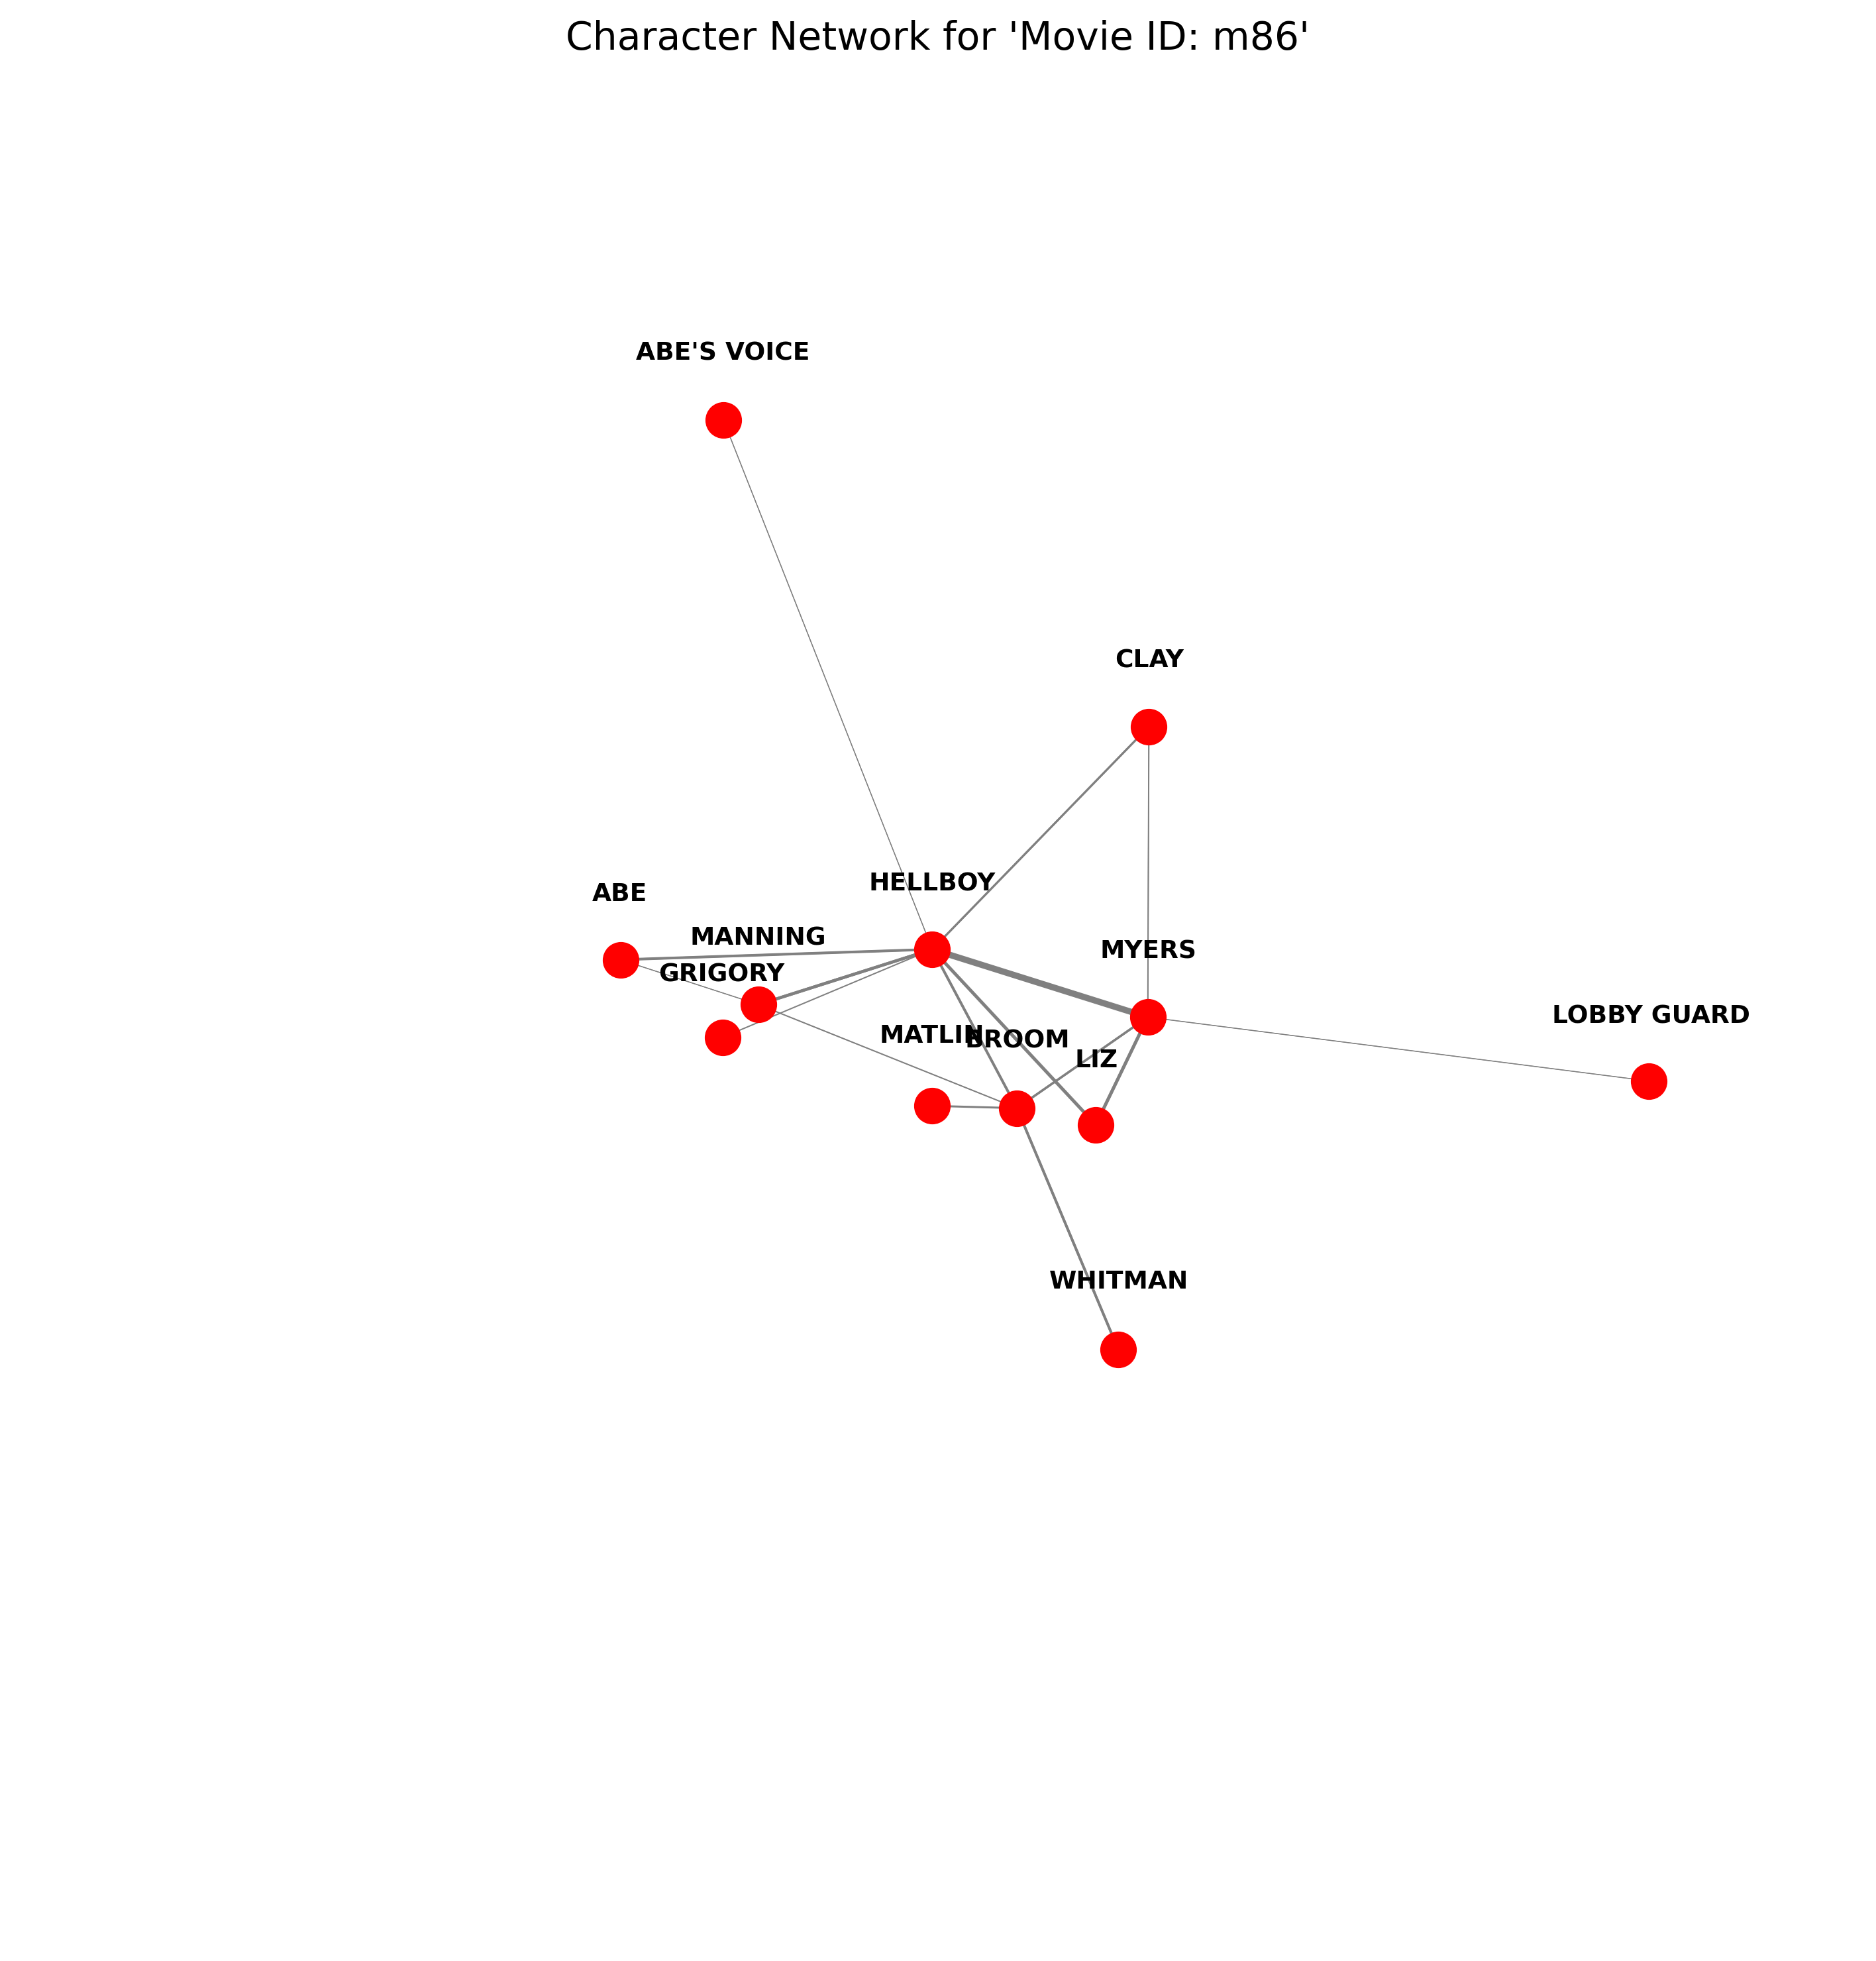 Character Network for 'Movie ID: m86'
ABE'S VOICE
CLAY
HELLBOY
ABE
MANNING
MYERS
GRIGORY
LOBBY GUARD
MATLIN
BROOM
LIZ
WHITMAN